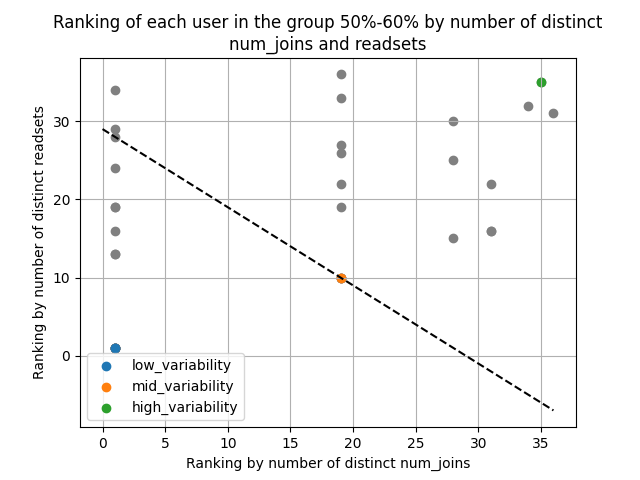 Ranking of each user in the group 50%-60% by number of distinct
num_joins and readsets
Ranking by number of distinct readsets
30
20
10
0
low_variability
mid_variability
high_variability
0 5 10 15 20 25 30 35
Ranking by number of distinct num_joins